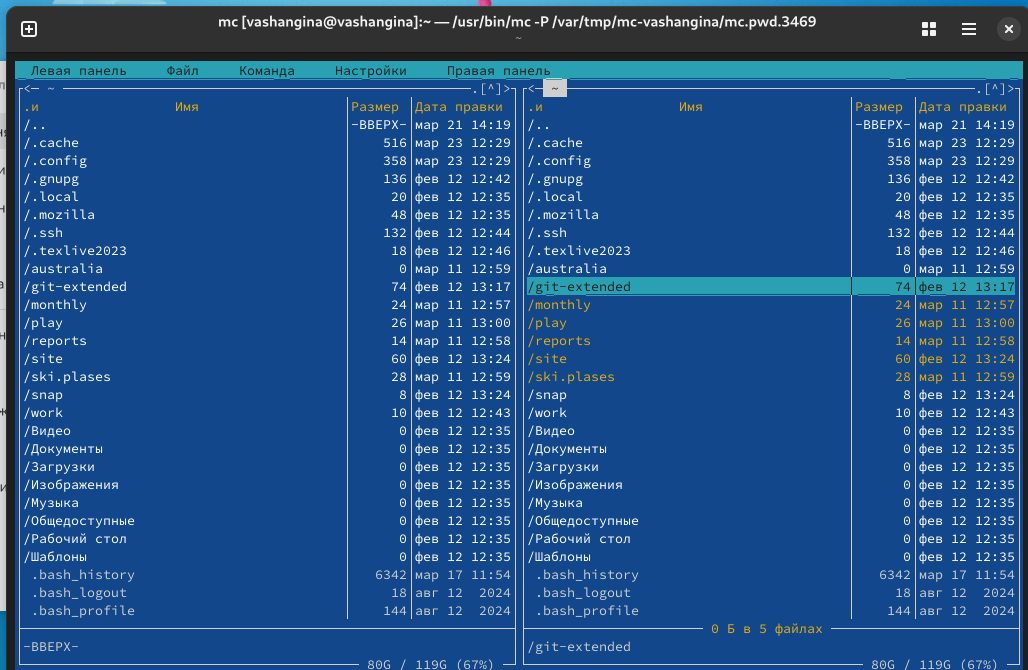 mc [vashangina@vashangina]:~ — /usr/bin/mc -P /var/tmp/mc-vashangina/mc.pwd.3469
~
Левая панель Файл Команда Настройки Правая панель
<─ ~ .[^]> <─ ~ .[^]>
.и Имя Размер Дата правки .и Имя Размер Дата правки
/.. -ВВЕРХ- мар 21 14:19 /.. -ВВЕРХ- мар 21 14:19
/.cache 516 мар 23 12:29 /.cache 516 мар 23 12:29
/.config 358 мар 23 12:29 /.config 358 мар 23 12:29
/.gnupg 136 фев 12 12:42 /.gnupg 136 фев 12 12:42
/.local 20 фев 12 12:35 /.local 20 фев 12 12:35
/.mozilla 48 фев 12 12:35 /.mozilla 48 фев 12 12:35
/.ssh 132 фев 12 12:44 /.ssh 132 фев 12 12:44
/.texlive2023 18 фев 12 12:46 /.texlive2023 18 фев 12 12:46
/australia 0 мар 11 12:59 /australia 0 мар 11 12:59
/git-extended 74 фев 12 13:17 /git-extended 74 фев 12 13:17
/monthly 24 мар 11 12:57 /monthly 24 мар 11 12:57
/play 26 мар 11 13:00 /play 26 мар 11 13:00
/reports 14 мар 11 12:58 /reports 14 мар 11 12:58
/site 60 фев 12 13:24 /site 60 фев 12 13:24
/ski.plases 28 мар 11 12:59 /ski.plases 28 мар 11 12:59
/snap 8 фев 12 13:24 /snap 8 фев 12 13:24
/work 10 фев 12 12:43 /work 10 фев 12 12:43
/Видео 0 фев 12 12:35 /Видео 0 фев 12 12:35
/Документы 0 фев 12 12:35 /Документы 0 фев 12 12:35
/Загрузки 0 фев 12 12:35 /Загрузки 0 фев 12 12:35
/Изображения 0 фев 12 12:35 /Изображения 0 фев 12 12:35
/Музыка 0 фев 12 12:35 /Музыка 0 фев 12 12:35
/Общедоступные 0 фев 12 12:35 /Общедоступные 0 фев 12 12:35
/Рабочий стол 0 фев 12 12:35 /Рабочий стол 0 фев 12 12:35
/Шаблоны 0 фев 12 12:35 /Шаблоны 0 фев 12 12:35
.bash_history 6342 мар 17 11:54 .bash_history 6342 мар 17 11:54
.bash_logout 18 авг 12 2024 .bash_logout 18 авг 12 2024
.bash_profile 144 авг 12 2024 .bash_profile 144 авг 12 2024
0 Б в 5 файлах
-ВВЕРХ- /git-extended
80G / 119G (67%) 80G / 119G (67%)